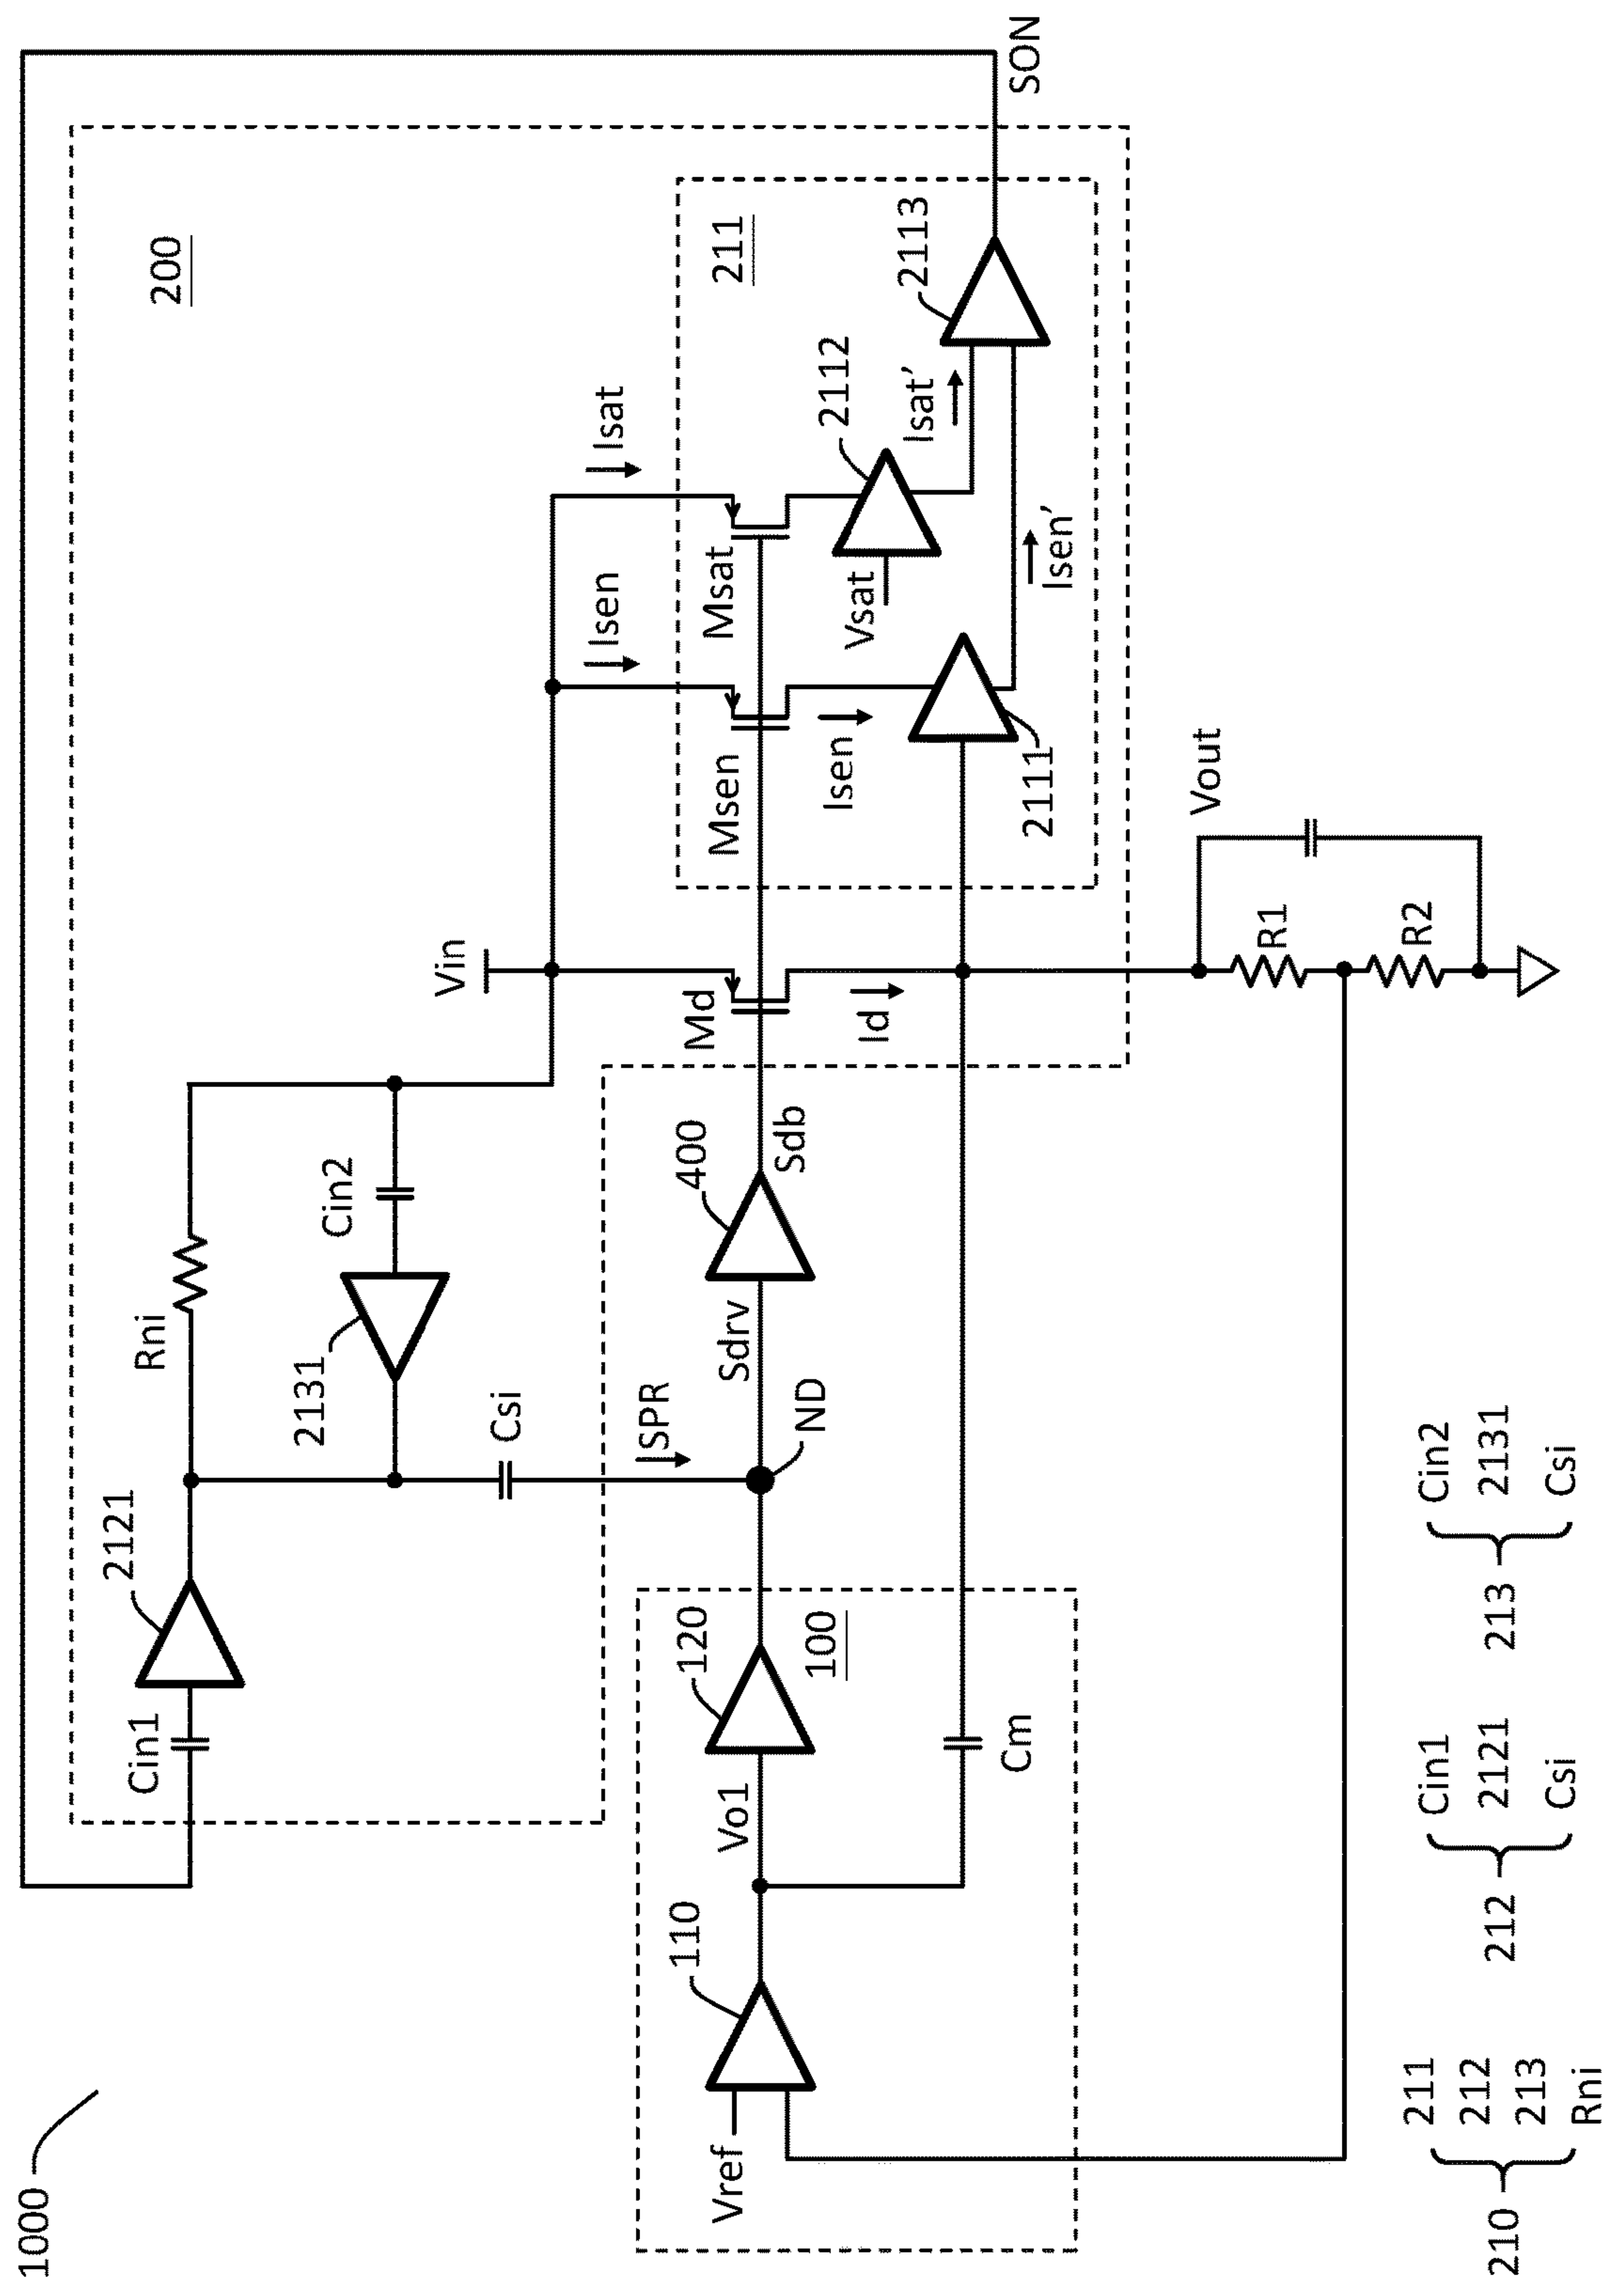 1000
200
SON
211
2113
Isat
2112
Isat'
Isen
Msat
Vsat
Isen'
Msen
Isen
2111
Vout
Vin
Md
Id
R1
R2
Rni
Cin2
2131
400
Sdb
Sdrv
Csi
SPR
ND
2121
Cin1
120
100
Vo1
Cm
110
Vref
210
211
212
213
Rni
212
Cin1
2121
Csi
213
Cin2
2131
Csi